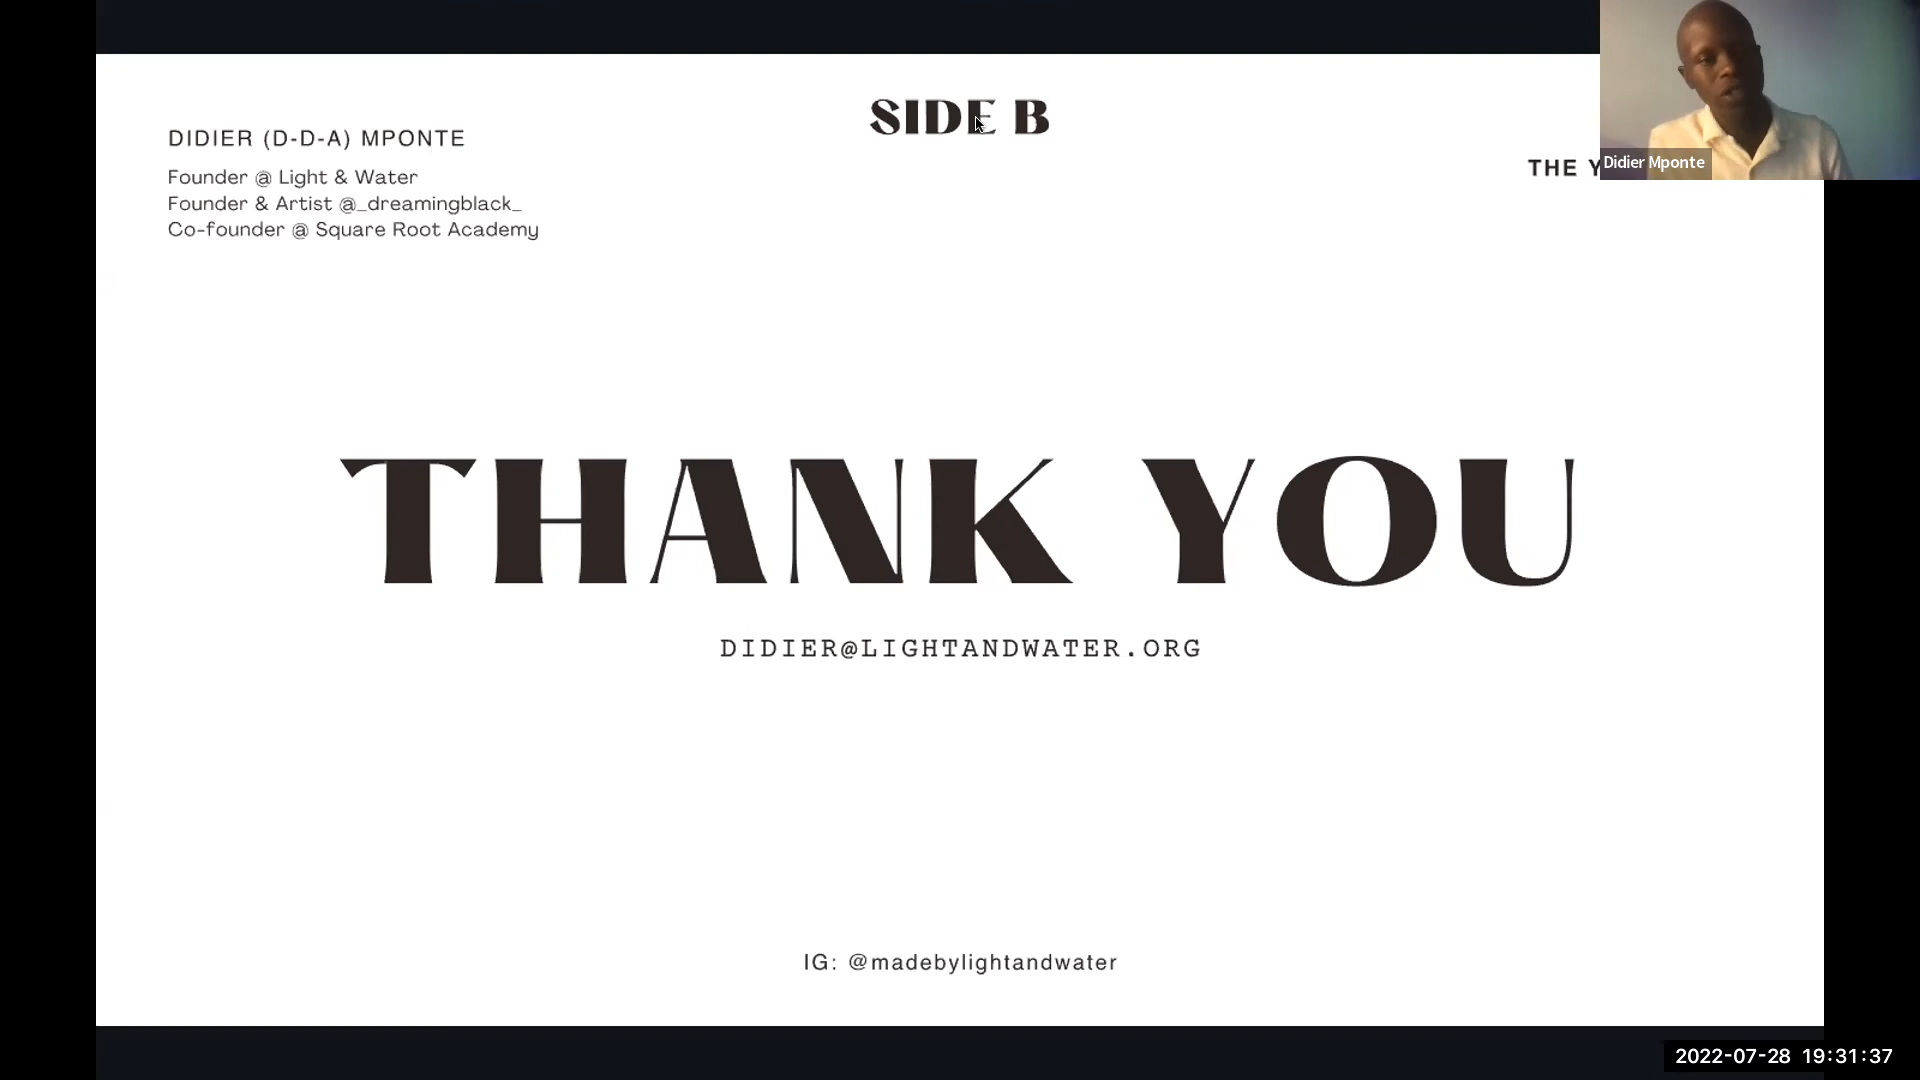 SIDE B
DIDIER (D-D-A) MPONTE
Founder @ Light & Water
Founder & Artist @_dreamingblack_
Co-founder @ Square Root Academy
THE Y
Didier Mponte
THANK YOU
DIDIER@LIGHTANDWATER.ORG
IG: @madebylightandwater
2022-07-28 19:31:37